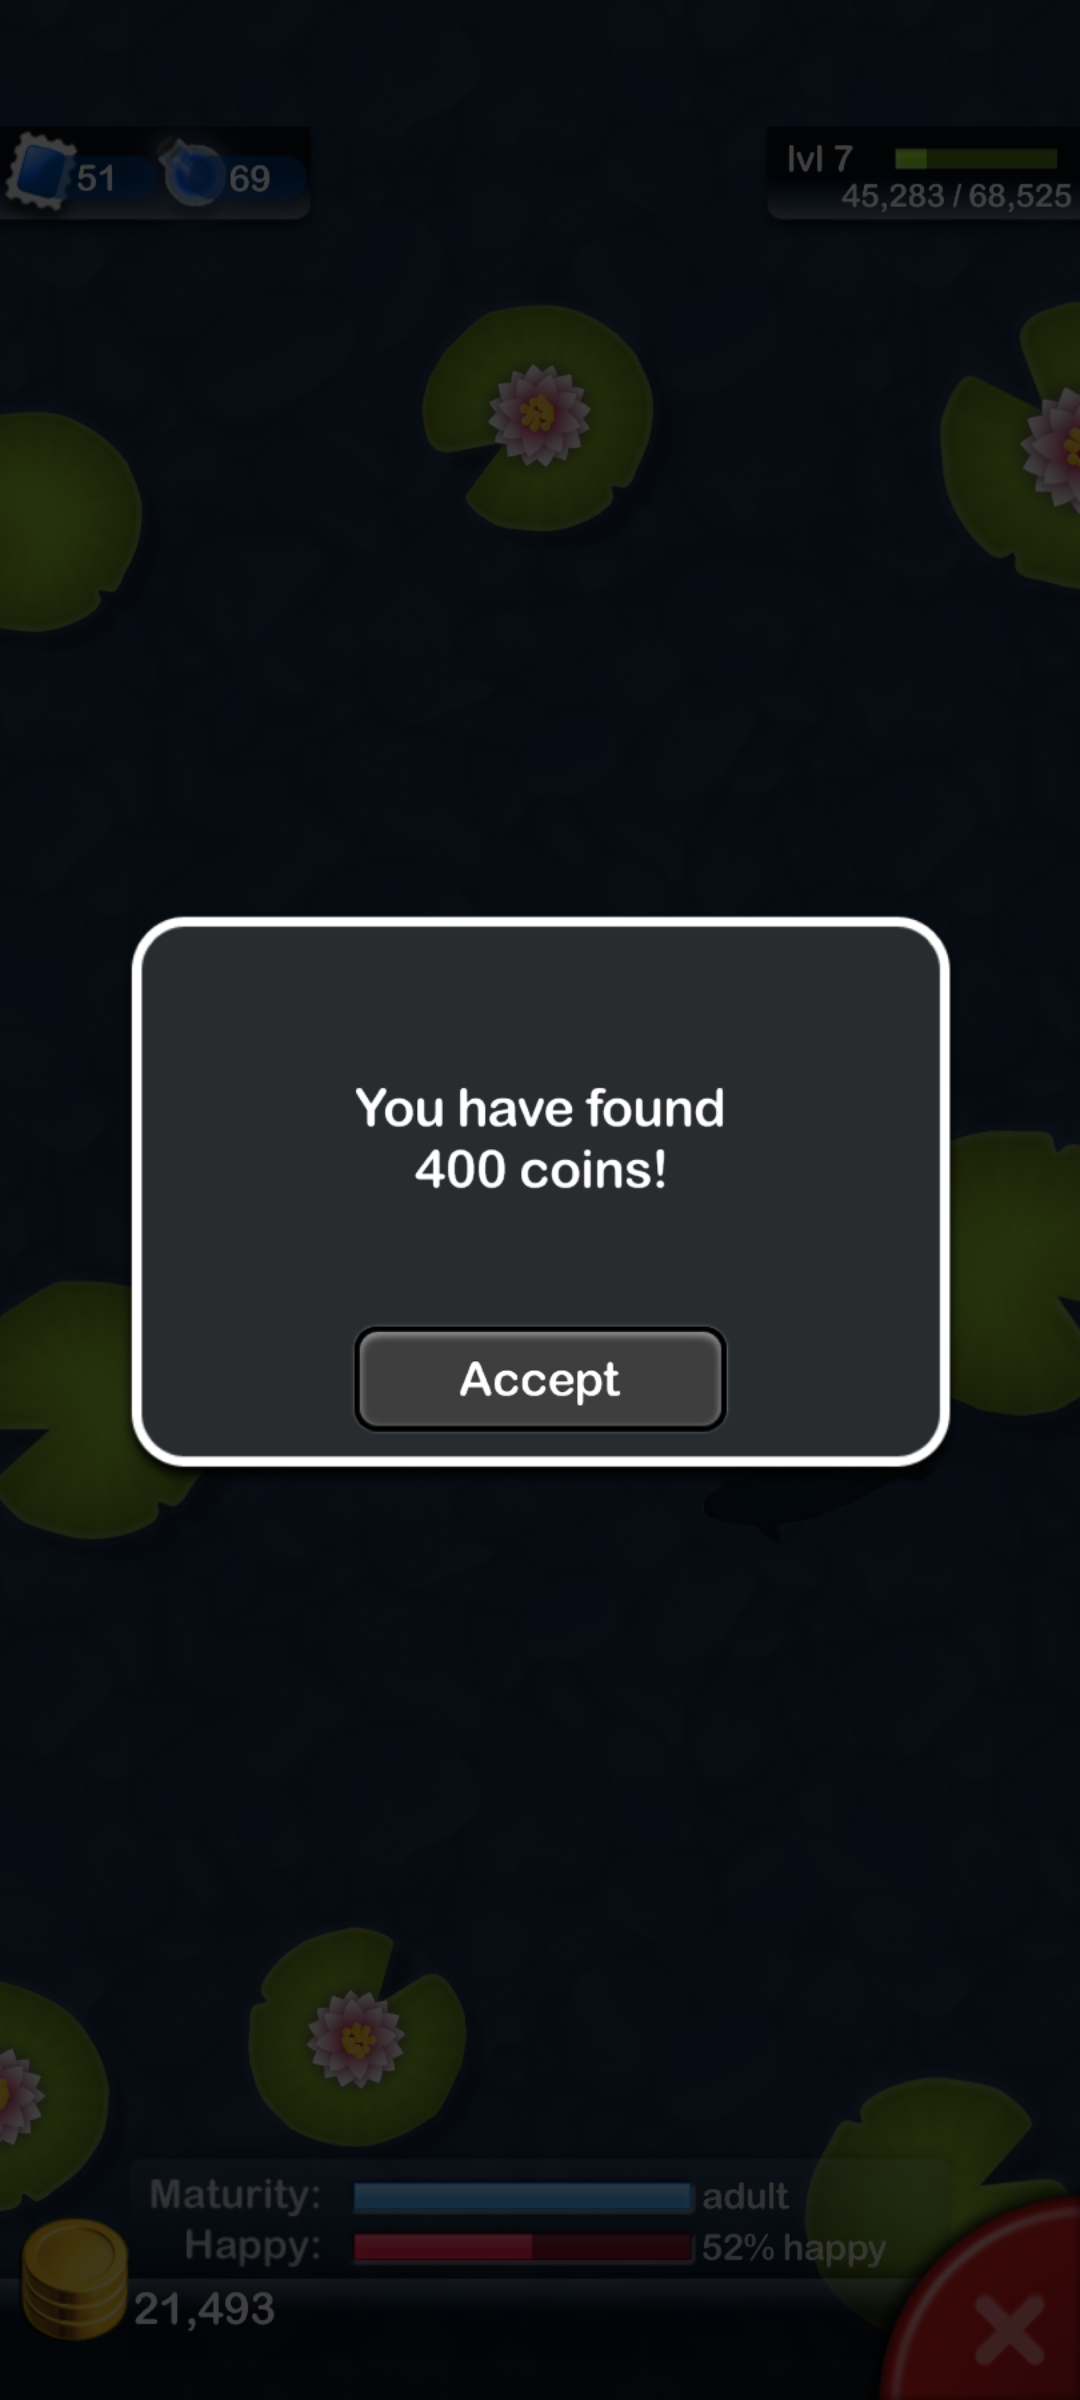 51 69
lvl 7
45,283 / 68,525
You have found
400 coins!
Accept
Maturity: adult
Happy: 52% happy
21,493